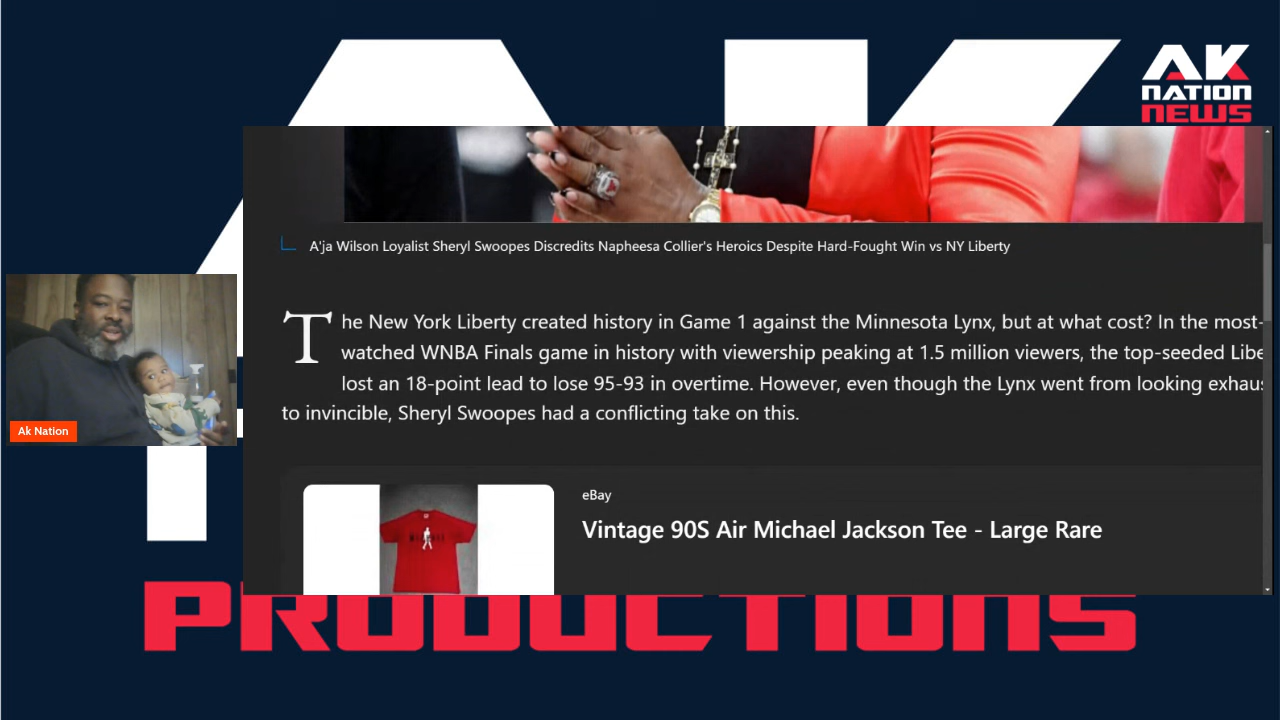 AK
NATION
NEWS
A'ja Wilson Loyalist Sheryl Swoopes Discredits Napheesa Collier's Heroics Despite Hard-Fought Win vs NY Liberty
The New York Liberty created history in Game 1 against the Minnesota Lynx, but at what cost? In the most-
watched WNBA Finals game in history with viewership peaking at 1.5 million viewers, the top-seeded Libe
lost an 18-point lead to lose 95-93 in overtime. However, even though the Lynx went from looking exhaus
to invincible, Sheryl Swoopes had a conflicting take on this.
Ak Nation
eBay
Vintage 90S Air Michael Jackson Tee - Large Rare
PRODUCTIONS